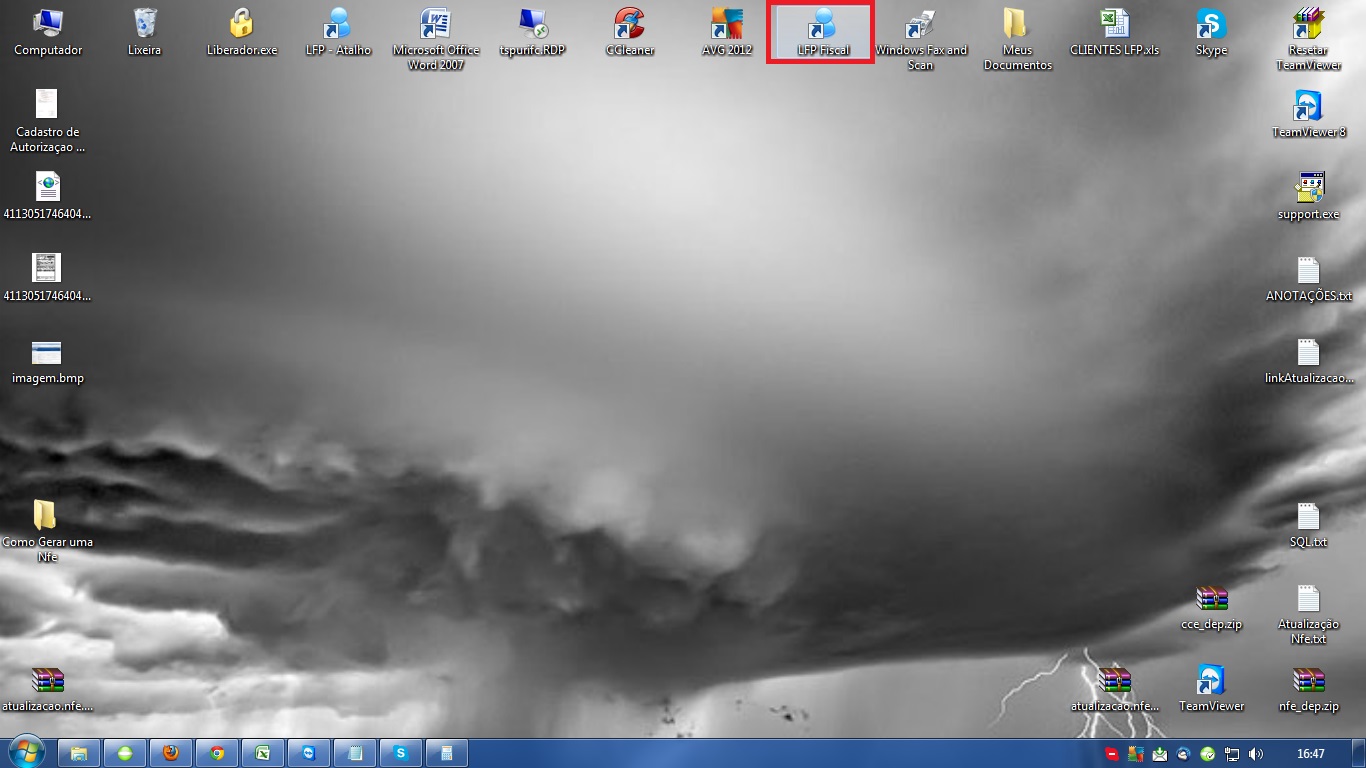 Computador
Lixeira
Liberador.exe
LFP - Atalho
Microsoft Office
Word 2007
tspurifc.RDP
CCleaner
AVG 2012
LFP Fiscal
Windows Fax and
Scan
Meus
Documentos
CLIENTES LFP.xls
Skype
Resetar
TeamViewer
Cadastro de
Autorizaçao ...
TeamViewer 8
4113051746404...
support.exe
4113051746404...
ANOTAÇÕES.txt
imagem.bmp
linkAtualizacao...
Como Gerar uma
Nfe
SQL.txt
cce_dep.zip
Atualização
Nfe.txt
atualizacao.nfe....
atualizacao.nfe...
TeamViewer
nfe_dep.zip
16:47